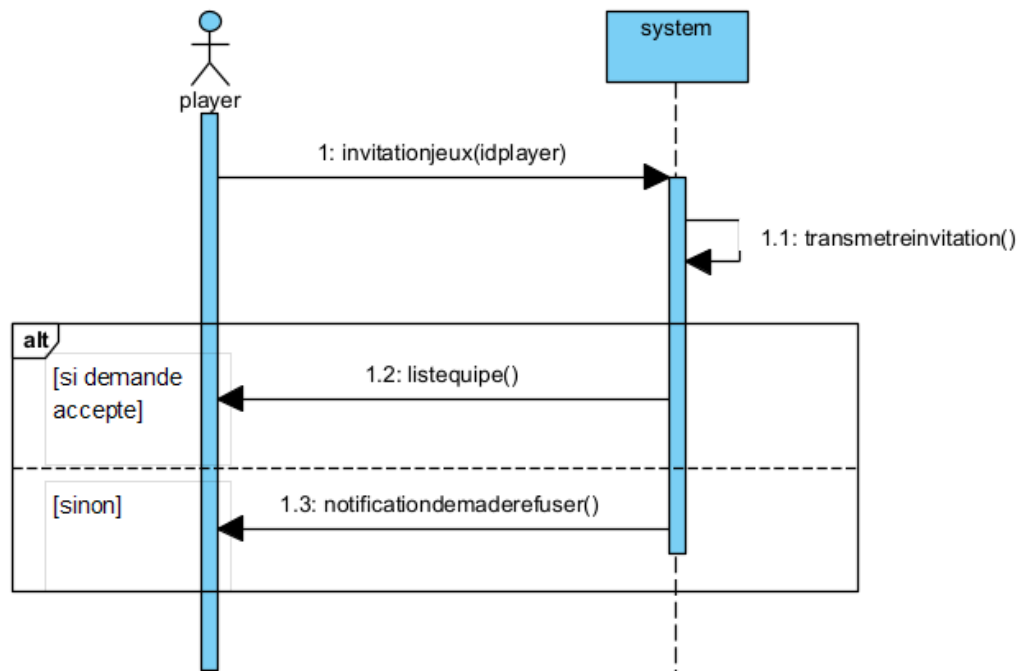 system
player
1: invitationjeux(idplayer)
1.1: transmetreinvitation()
alt
[si demande
accepte]
1.2: listequipe()
[sinon]
1.3: notificationdemaderefuser()